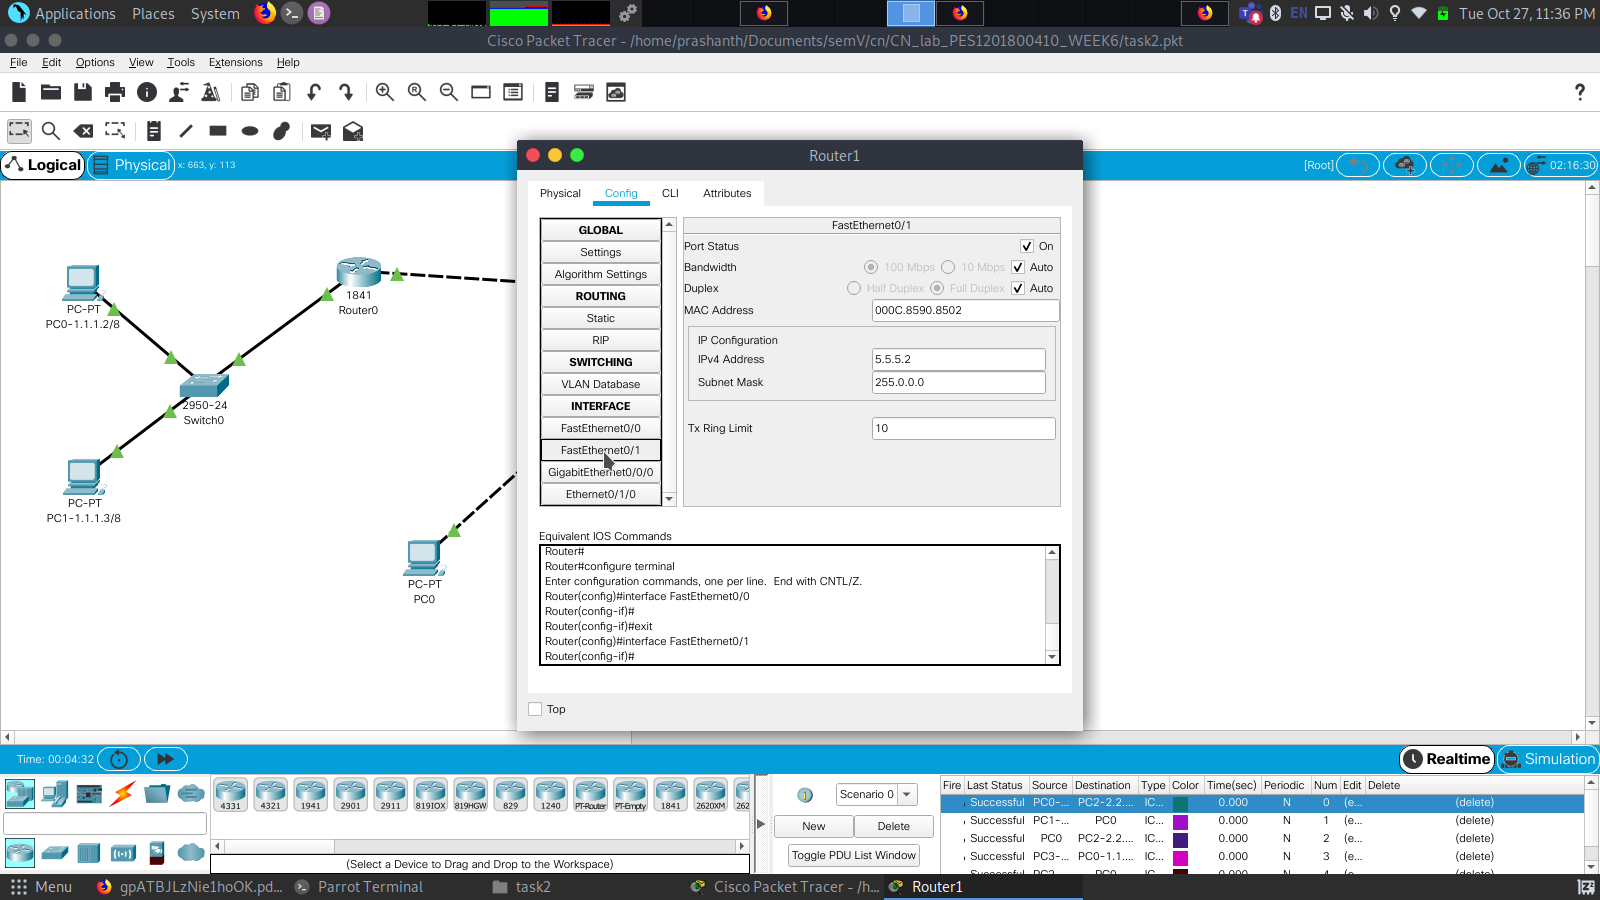 Applications Places System
EN
Tue Oct 27, 11:36 PM
Cisco Packet Tracer - /home/prashanth/Documents/semV/cn/CN_lab_PES1201800410_WEEK6/task2.pkt
File Edit Options View Tools Extensions Help
?
Logical
Physical
x: 663, y: 113
[Root]
02:16:30
Router1
Physical
Config
CLI
Attributes
GLOBAL
Settings
Algorithm Settings
ROUTING
Static
RIP
SWITCHING
VLAN Database
INTERFACE
FastEthernet0/0
FastEthernet0/1
GigabitEthernet0/0/0
Ethernet0/1/0
FastEthernet0/1
Port Status On
Bandwidth 100 Mbps 10 Mbps Auto
Duplex Half Duplex Full Duplex Auto
MAC Address 000C.8590.8502
IP Configuration
IPv4 Address 5.5.5.2
Subnet Mask 255.0.0.0
Tx Ring Limit 10
Equivalent IOS Commands
Router#
Router#configure terminal
Enter configuration commands, one per line. End with CNTL/Z.
Router(config)#interface FastEthernet0/0
Router(config-if)#
Router(config-if)#exit
Router(config)#interface FastEthernet0/1
Router(config-if)#
Top
PC-PT
PC0-1.1.1.2/8
1841
Router0
2950-24
Switch0
PC-PT
PC1-1.1.1.3/8
PC-PT
PC0
Time: 00:04:32
Realtime
Simulation
4331 4321 1941 2901 2911 819IOX 819HGW 829 1240 PT-Router PT-Empty 1841 2620XM 262
(Select a Device to Drag and Drop to the Workspace)
Scenario 0
New
Delete
Toggle PDU List Window
Fire Last Status Source Destination Type Color Time(sec) Periodic Num Edit Delete
Successful PC0-... PC2-2.2.... IC... 0.000 N 0 (e... (delete)
Successful PC1-... PC0 IC... 0.000 N 1 (e... (delete)
Successful PC0 PC2-2.2.... IC... 0.000 N 2 (e... (delete)
Successful PC3-... PC0-1.1.... IC... 0.000 N 3 (e... (delete)
Menu
gpATBJLzNie1hoOK.pd...
Parrot Terminal
task2
Cisco Packet Tracer - /h...
Router1